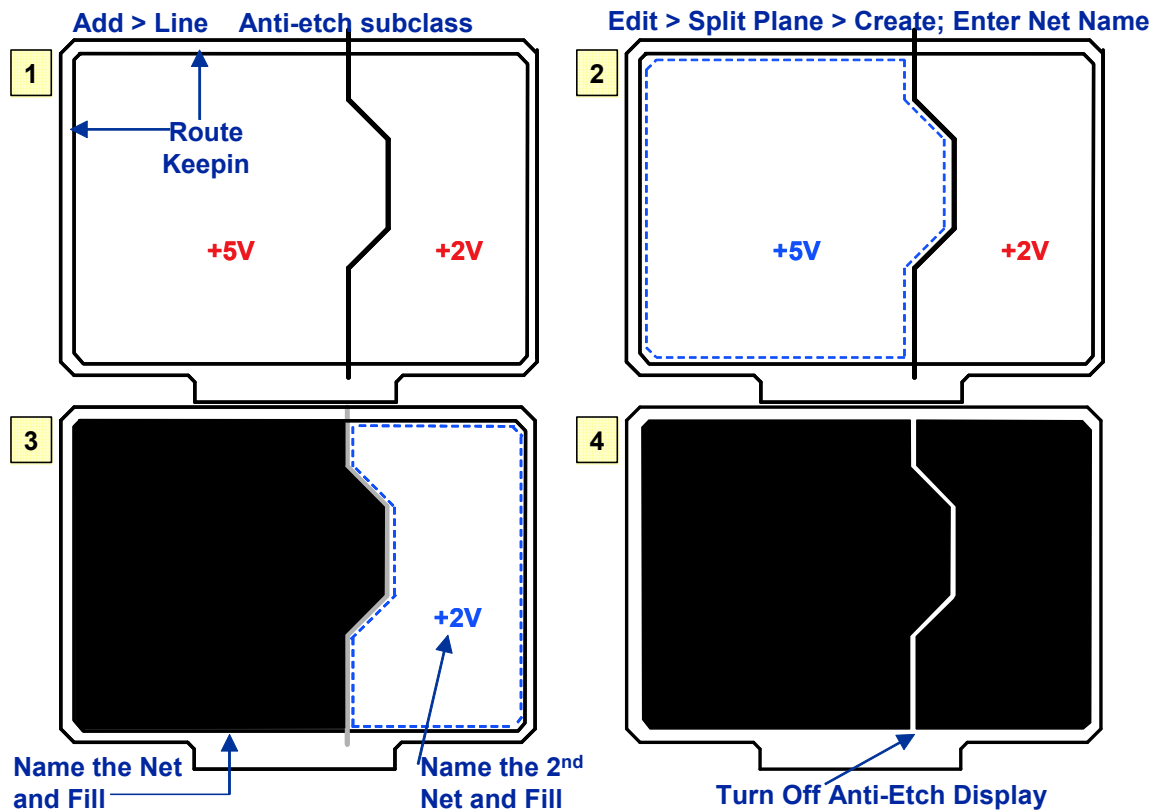 Add > Line Anti-etch subclass
1
Route
Keepin
+5V
+2V
Edit > Split Plane > Create; Enter Net Name
2
+5V
+2V
3
+2V
Name the Net
and Fill
Name the 2nd
Net and Fill
4
Turn Off Anti-Etch Display